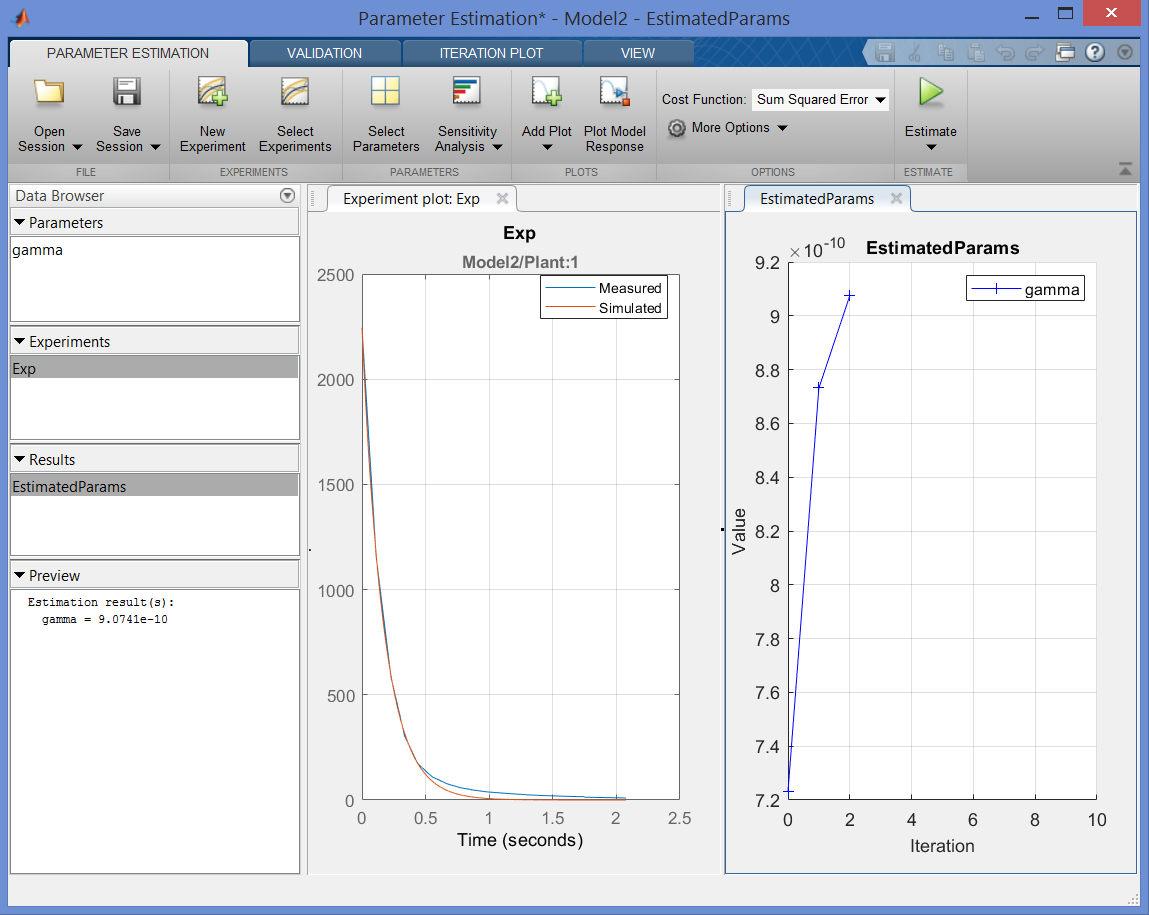 Parameter Estimation* - Model2 - EstimatedParams
PARAMETER ESTIMATION VALIDATION ITERATION PLOT VIEW
Open Session
Save Session
New Experiment
Select Experiments
Select Parameters
Sensitivity Analysis
Add Plot
Plot Model Response
Cost Function: Sum Squared Error
More Options
Estimate
FILE EXPERIMENTS PARAMETERS PLOTS OPTIONS ESTIMATE
Data Browser
Parameters
gamma
Experiments
Exp
Results
EstimatedParams
Preview
Estimation result(s):
gamma = 9.0741e-10
Experiment plot: Exp
Exp
Model2/Plant:1
Measured
Simulated
2500
2000
1500
1000
500
0
0 0.5 1 1.5 2 2.5
Time (seconds)
EstimatedParams
×10^-10
EstimatedParams
gamma
9.2
9
8.8
8.6
8.4
8.2
8
7.8
7.6
7.4
7.2
Value
0 2 4 6 8 10
Iteration